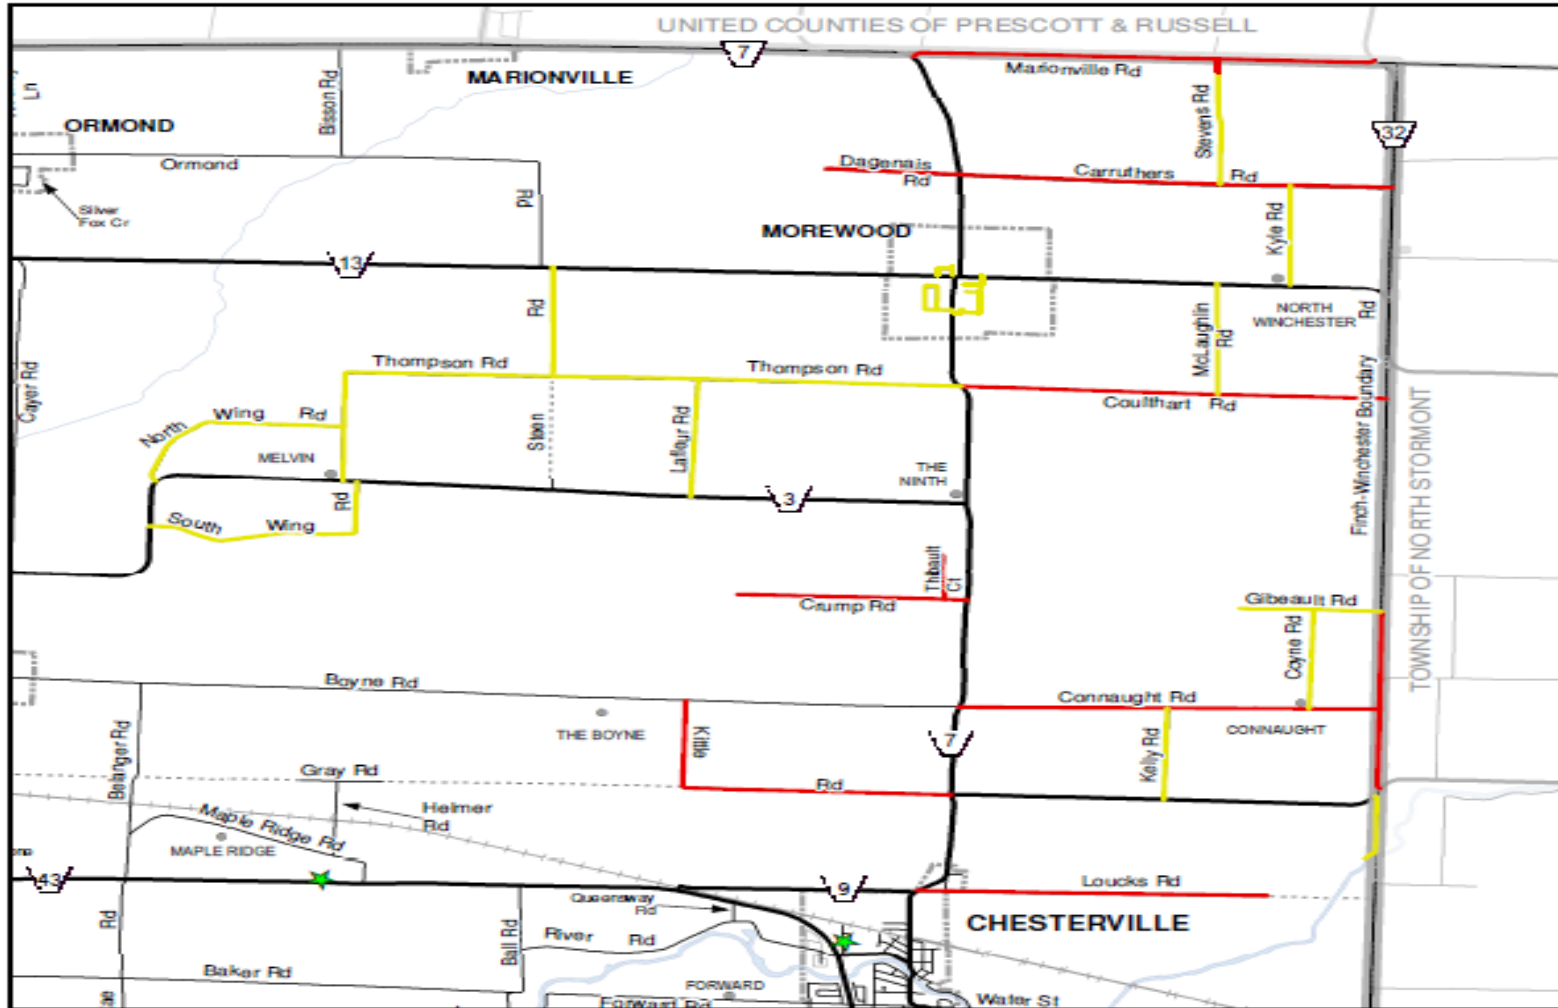 UNITED COUNTIES OF PRESCOTT & RUSSELL
7
Marionville Rd
MARIONVILLE
Ln
Bisson Rd
Stevens Rd
ORMOND
32
Ormond
Rd
Dagenais
Rd
Carruthers
Rd
Silver
Fox Cr
MOREWOOD
Kyle Rd
13
Rd
NORTH
WINCHESTER
Rd
McLaughlin
Rd
Cayer Rd
Thompson Rd
Thompson Rd
Coulthart Rd
Finch-Winchester Boundary
TOWNSHIP OF NORTH STORMONT
North
Wing
Rd
Steen
Lafleur Rd
MELVIN
THE
NINTH
3
Rd
South
Wing
Thibault
Ct
Crump Rd
Gibeault Rd
Coyne Rd
Boyne Rd
Connaught Rd
THE BOYNE
Kittle
7
Kelly Rd
CONNAUGHT
Belanger Rd
Gray Rd
Rd
Helmer
Rd
Maple Ridge Rd
MAPLE RIDGE
43
9
Loucks Rd
Queensway
Rd
CHESTERVILLE
Rd
Ball Rd
River Rd
Baker Rd
FORWARD
Forward Rd
Water St